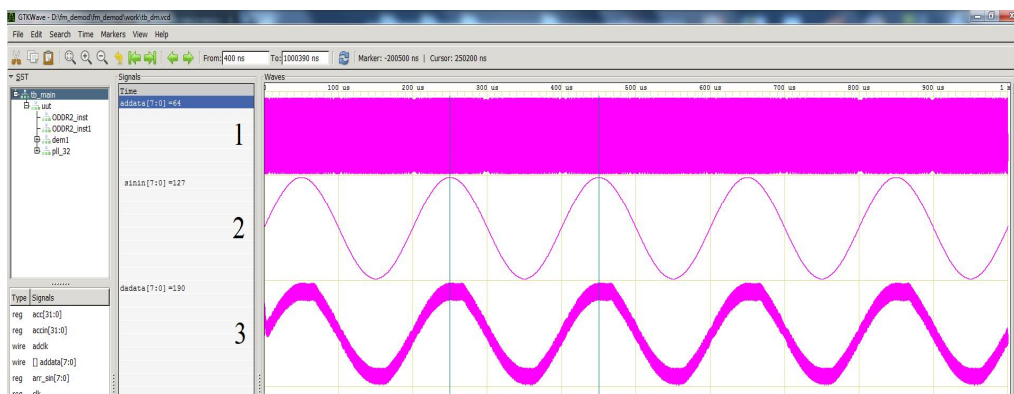 GTKWave - D:\fm_demod\fm_demod\work\tb_dm.vcd
File Edit Search Time Markers View Help
From: 400 ns To: 1000390 ns Marker: -200500 ns | Cursor: 250200 ns
SST
tb_main
uut
ODDR2_inst
ODDR2_inst1
dem1
pll_32
Type Signals
reg acc[31:0]
reg accin[31:0]
wire adclk
wire [] addata[7:0]
reg arr_sin[7:0]
reg clk
Signals
Time
addata[7:0] =64
1
sinin[7:0] =127
2
dadata[7:0] =190
3
Waves
100 us 200 us 300 us 400 us 500 us 600 us 700 us 800 us 900 us